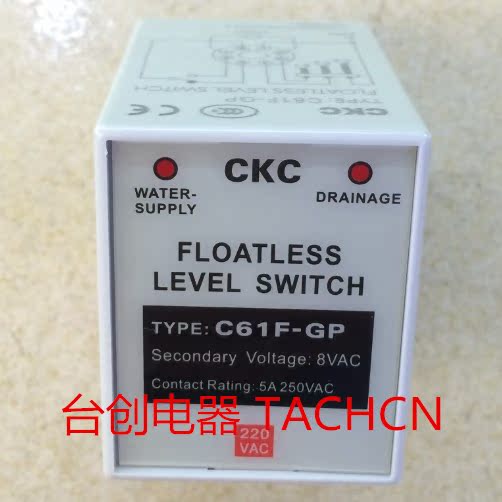 FLOATLESS LEVEL SWITCH
TYPE: C61F-GP
CKC
CE
CKC
WATER-
SUPPLY
DRAINAGE
FLOATLESS
LEVEL SWITCH
TYPE: C61F-GP
Secondary Voltage: 8VAC
Contact Rating: 5A 250VAC
台创电器 TACHCN
220
VAC